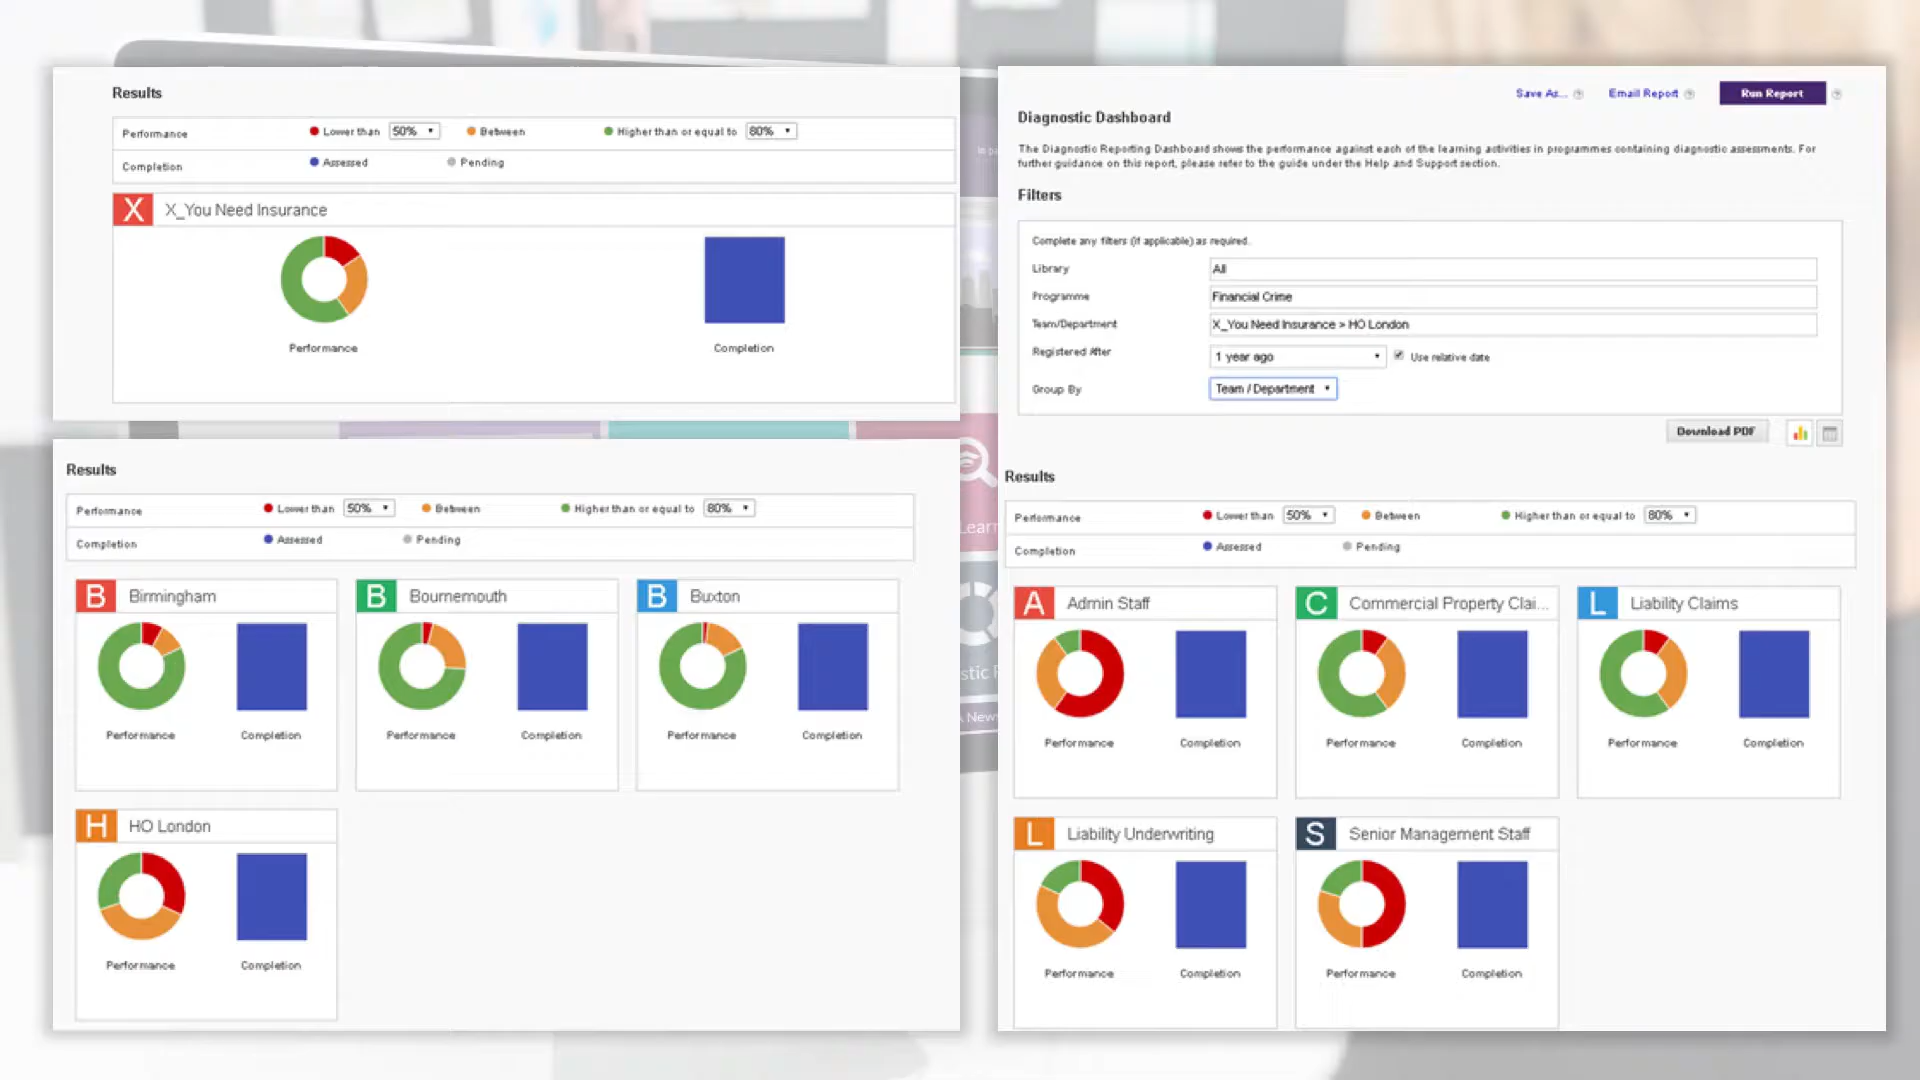 Results
Performance Lower than 50% Between Higher than or equal to 80%
Completion Assessed Pending
X X_You Need Insurance
Performance Completion
Results
Performance Lower than 50% Between Higher than or equal to 80%
Completion Assessed Pending
B Birmingham B Bournemouth B Buxton
Performance Completion Performance Completion Performance Completion
H HO London
Performance Completion
Save As... Email Report Run Report
Diagnostic Dashboard
The Diagnostic Reporting Dashboard shows the performance against each of the learning activities in programmes containing diagnostic assessments. For
further guidance on this report, please refer to the guide under the Help and Support section.
Filters
Complete any filters (if applicable) as required.
Library All
Programme Financial Crime
Team/Department X_You Need Insurance > HO London
Registered After 1 year ago Use relative date
Group By Team / Department
Download PDF
Results
Performance Lower than 50% Between Higher than or equal to 80%
Completion Assessed Pending
A Admin Staff C Commercial Property Clai... L Liability Claims
Performance Completion Performance Completion Performance Completion
L Liability Underwriting S Senior Management Staff
Performance Completion Performance Completion
In pa
Learn
stic R
A News